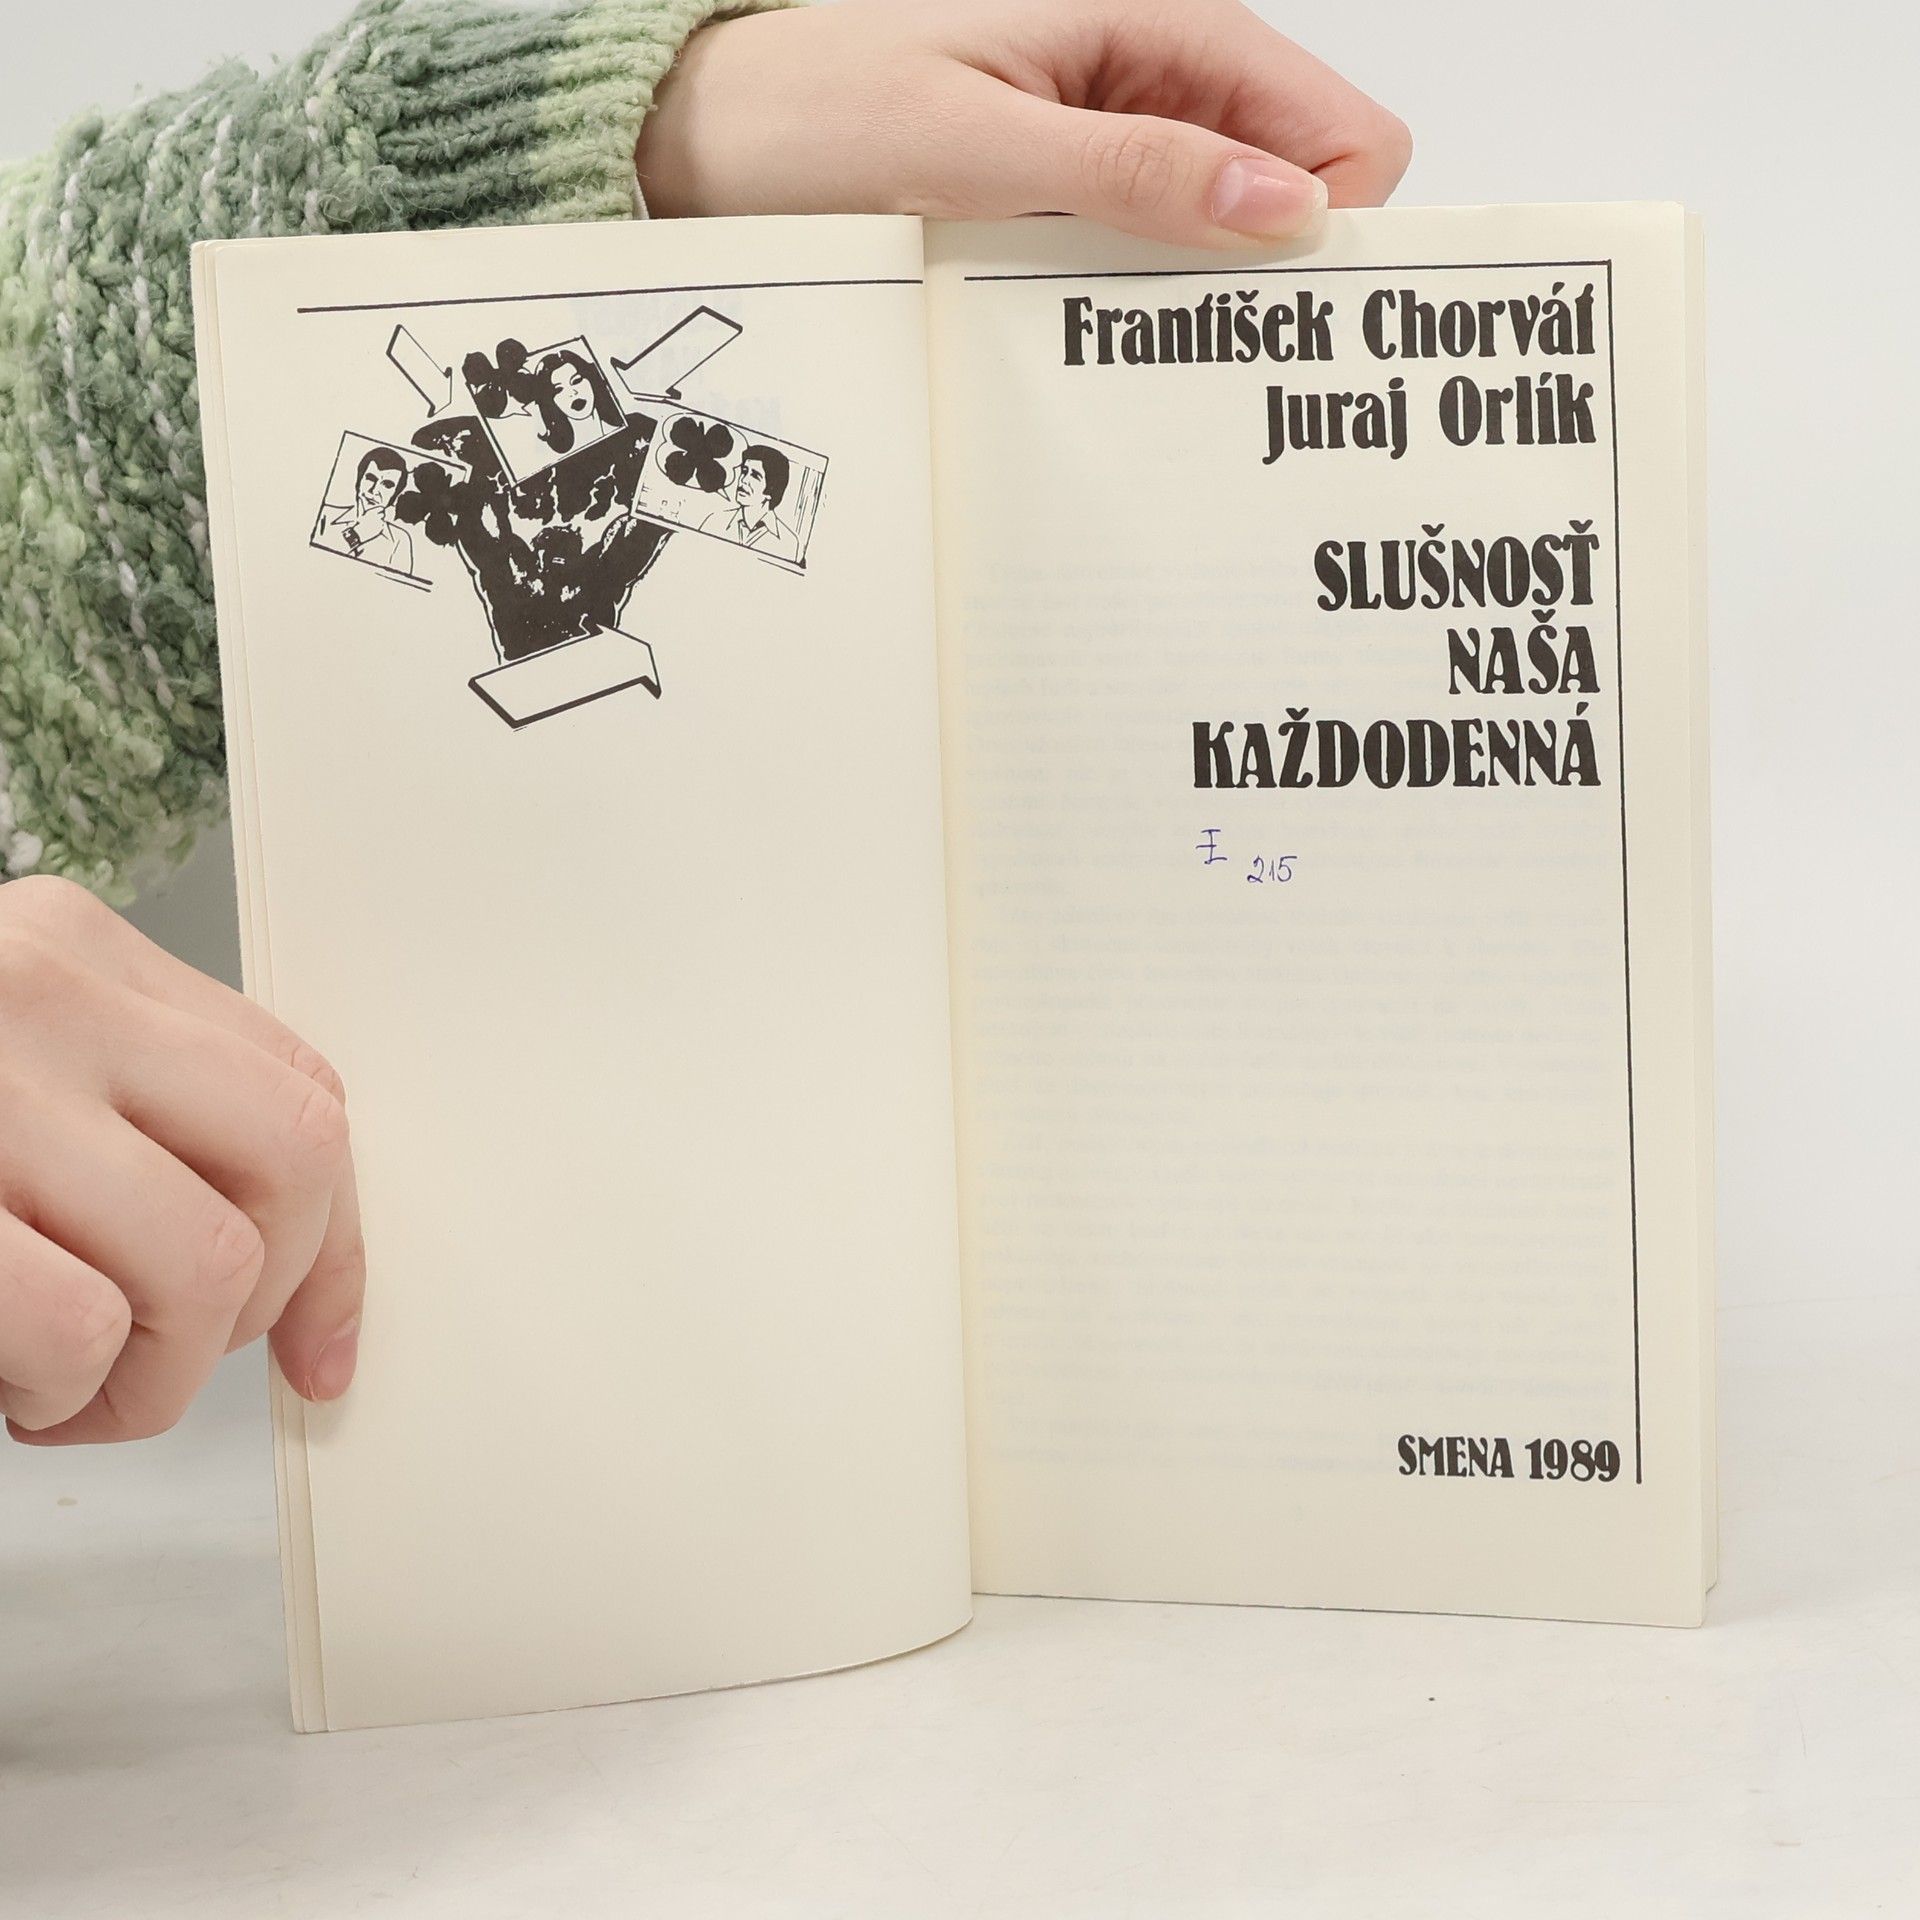 František Chorvát
Juraj Orlík
SLUŠNOSŤ
NAŠA
KAŽDODENNÁ
I 215
SMENA 1989